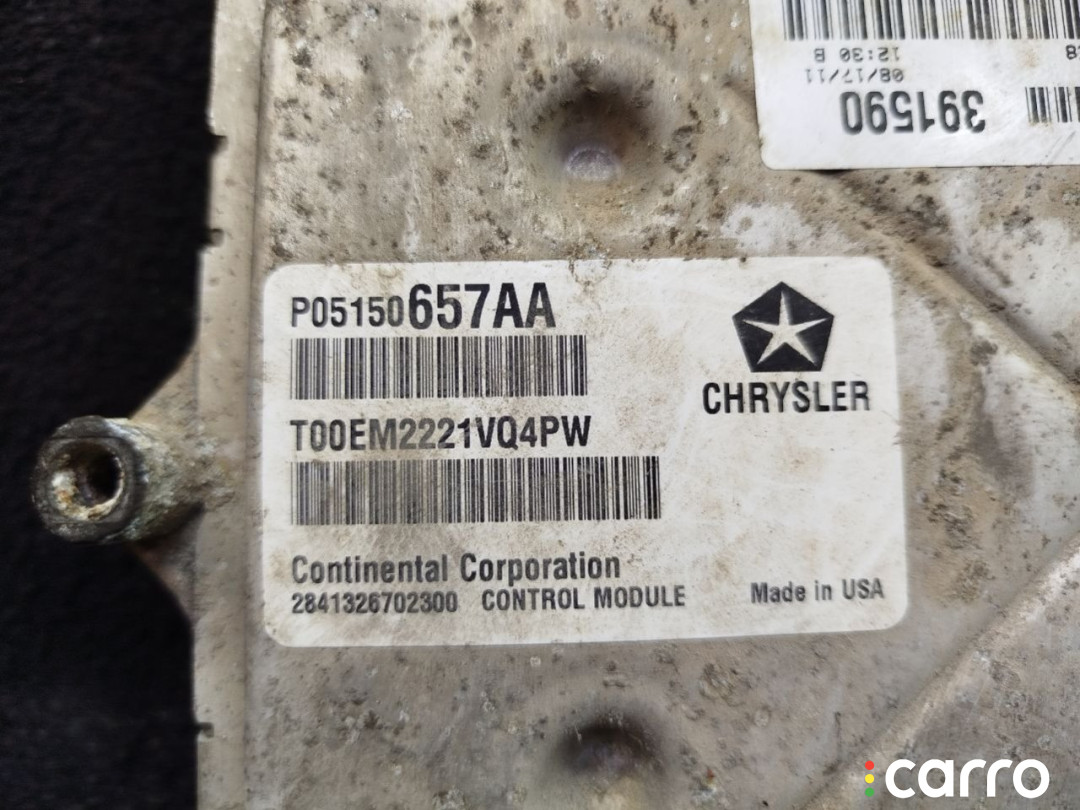 12:30 B
08/17/11
391590
P05150657AA
CHRYSLER
T00EM2221VQ4PW
Continental Corporation
2841326702300 CONTROL MODULE
Made in USA
carro